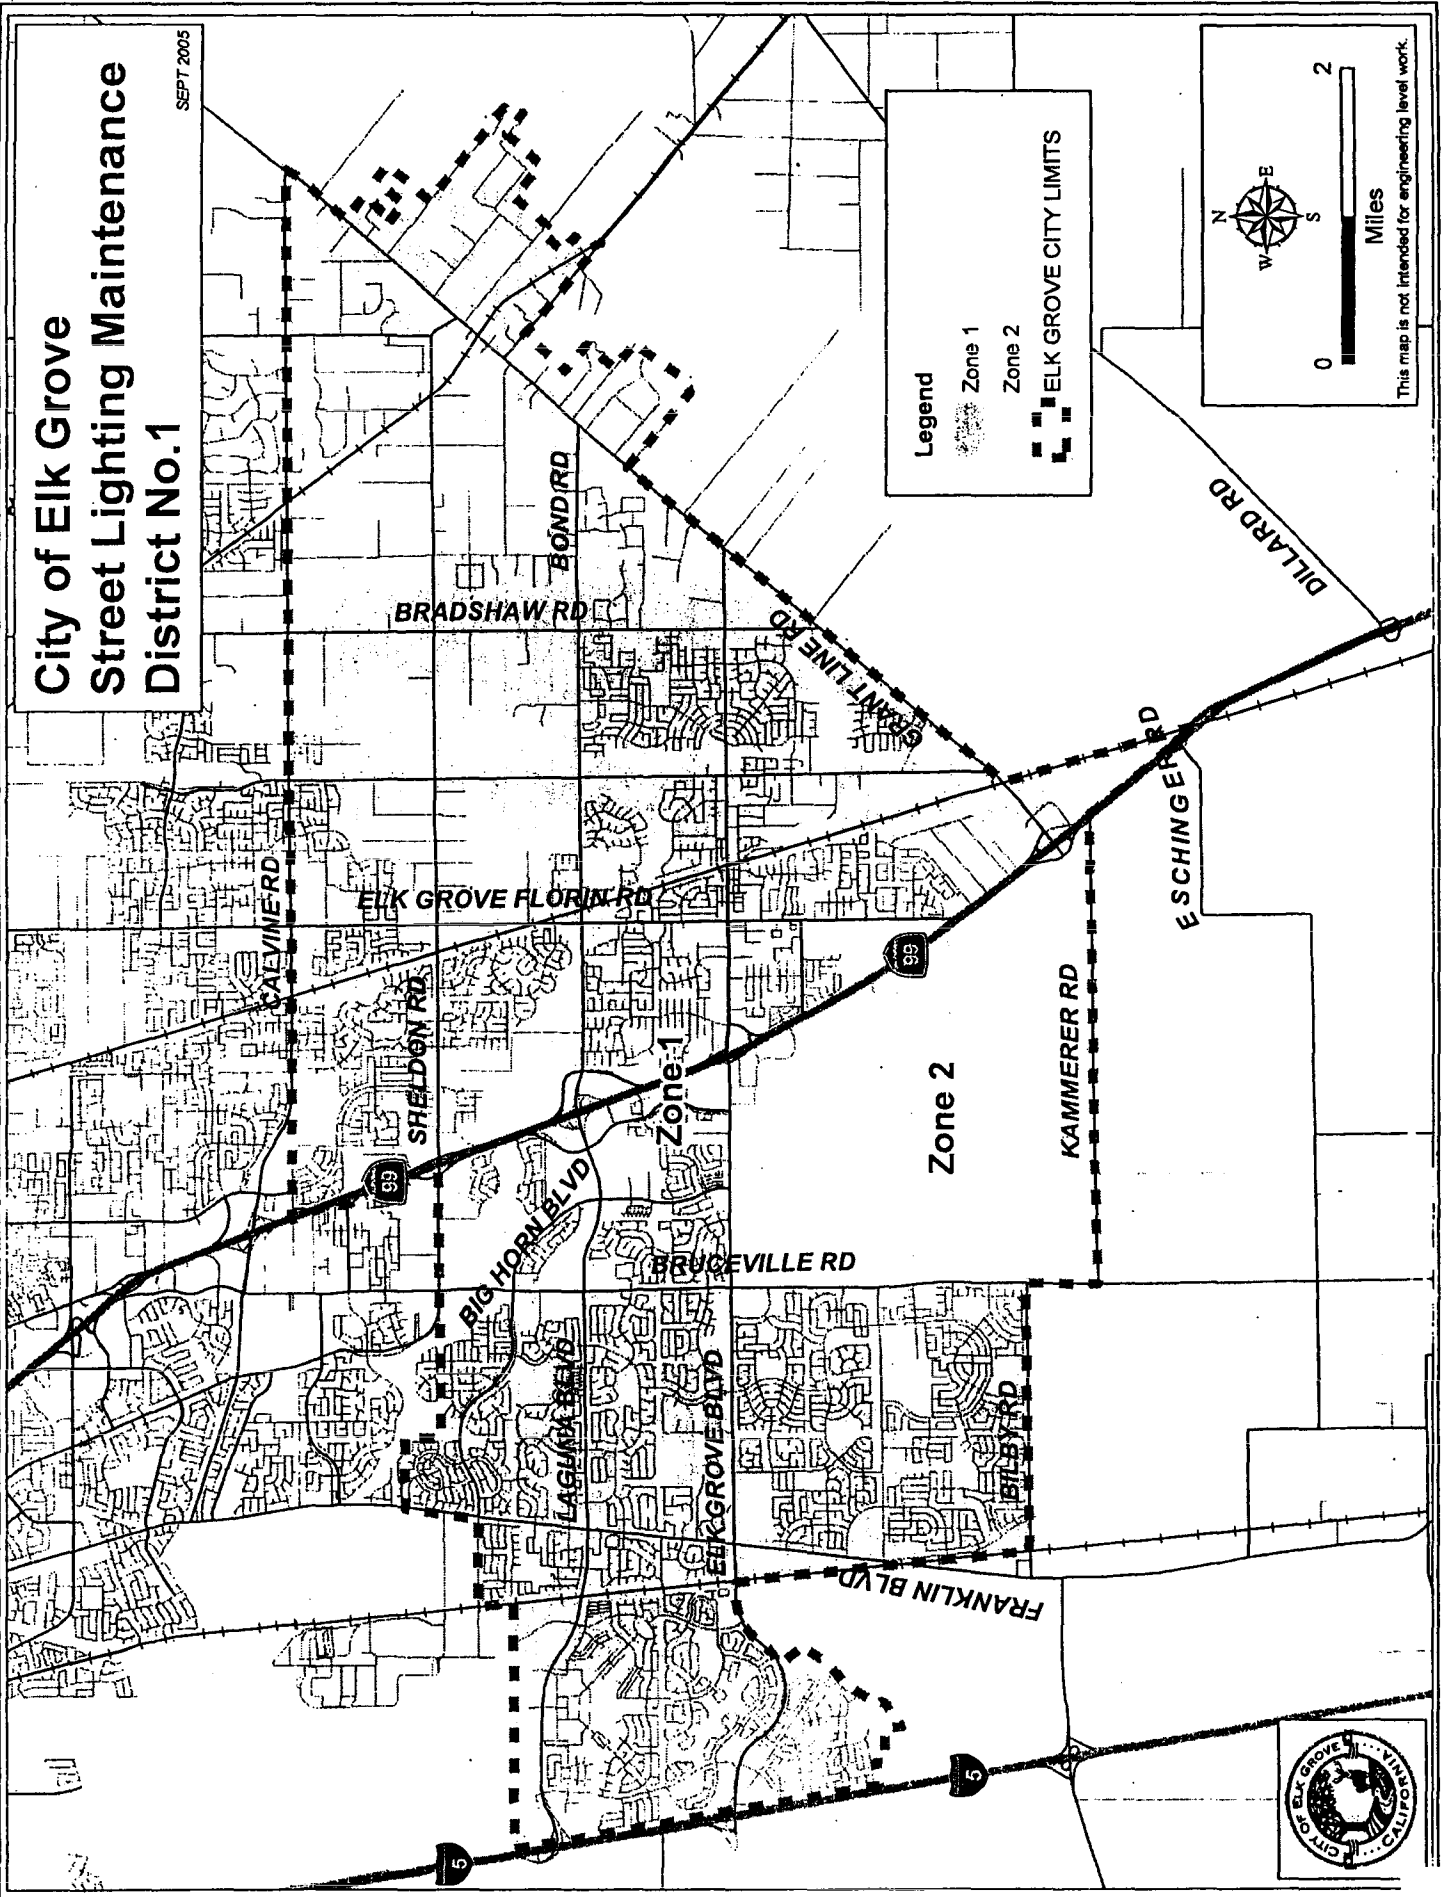 City of Elk Grove
Street Lighting Maintenance
District No.1
SEPT 2005
CALVINE RD
SHELDON RD
ELK GROVE FLORIN RD
BRADSHAW RD
BOND RD
GRANT LINE RD
99
BIG HORN BLVD
Zone 1
BRUCEVILLE RD
LAGUNA BLVD
ELK GROVE BLVD
99
Zone 2
KAMMERER RD
ESCHINGER RD
DILLARD RD
BILBY RD
FRANKLIN BLVD
5
5
Legend
Zone 1
Zone 2
ELK GROVE CITY LIMITS
N
W
E
S
0
2
Miles
This map is not intended for engineering level work.
CITY OF ELK GROVE
CALIFORNIA